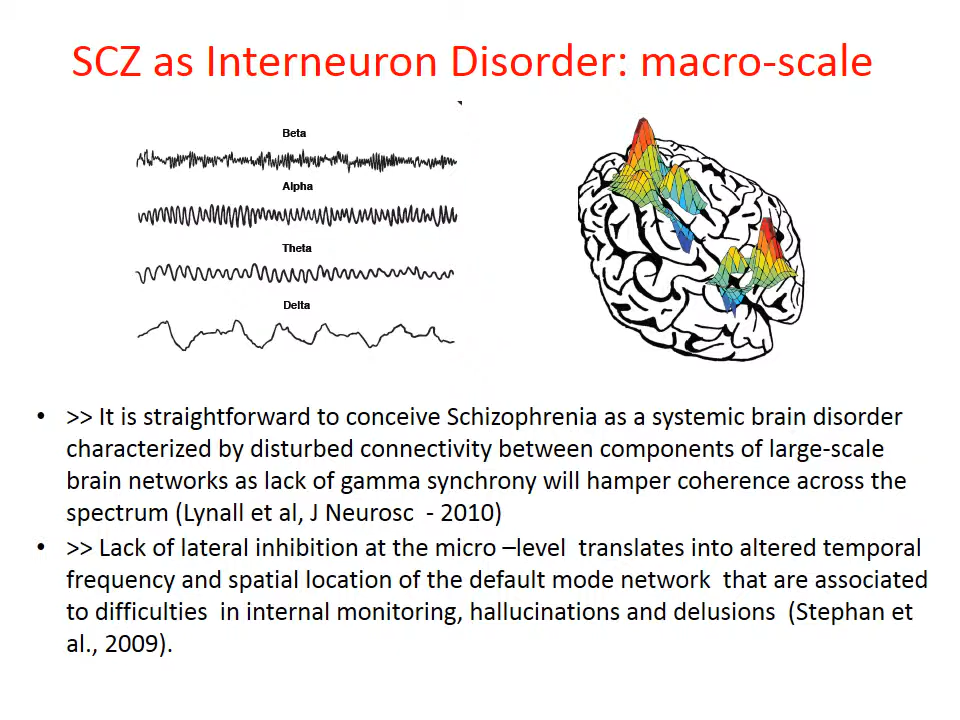 SCZ as Interneuron Disorder: macro-scale
Beta
Alpha
Theta
Delta
• >> It is straightforward to conceive Schizophrenia as a systemic brain disorder
characterized by disturbed connectivity between components of large-scale
brain networks as lack of gamma synchrony will hamper coherence across the
spectrum (Lynall et al, J Neurosc - 2010)
• >> Lack of lateral inhibition at the micro –level translates into altered temporal
frequency and spatial location of the default mode network that are associated
to difficulties in internal monitoring, hallucinations and delusions (Stephan et
al., 2009).